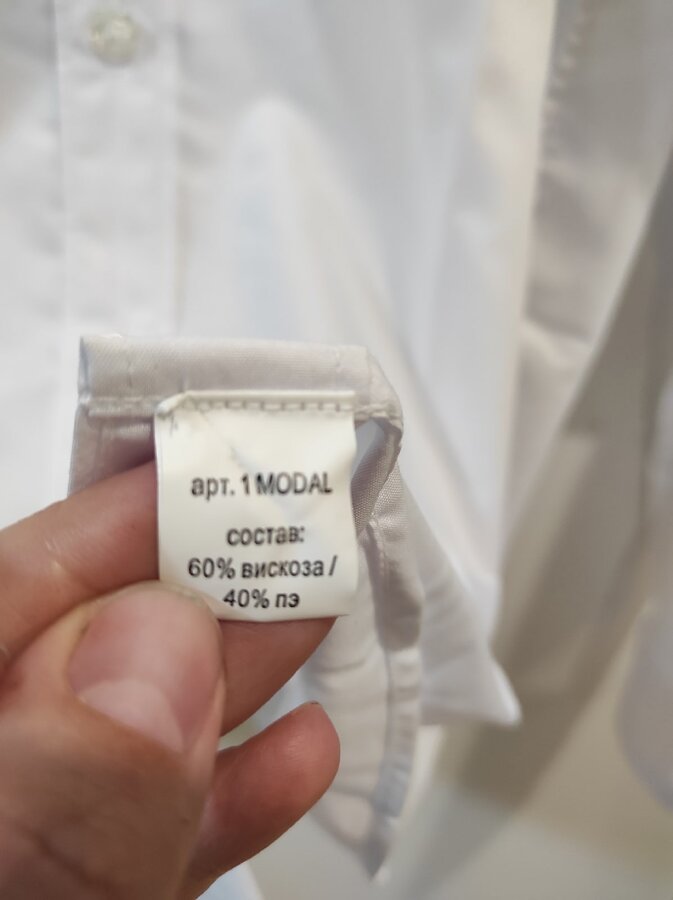 арт. 1 MODAL
состав:
60% вискоза /
40% пэ